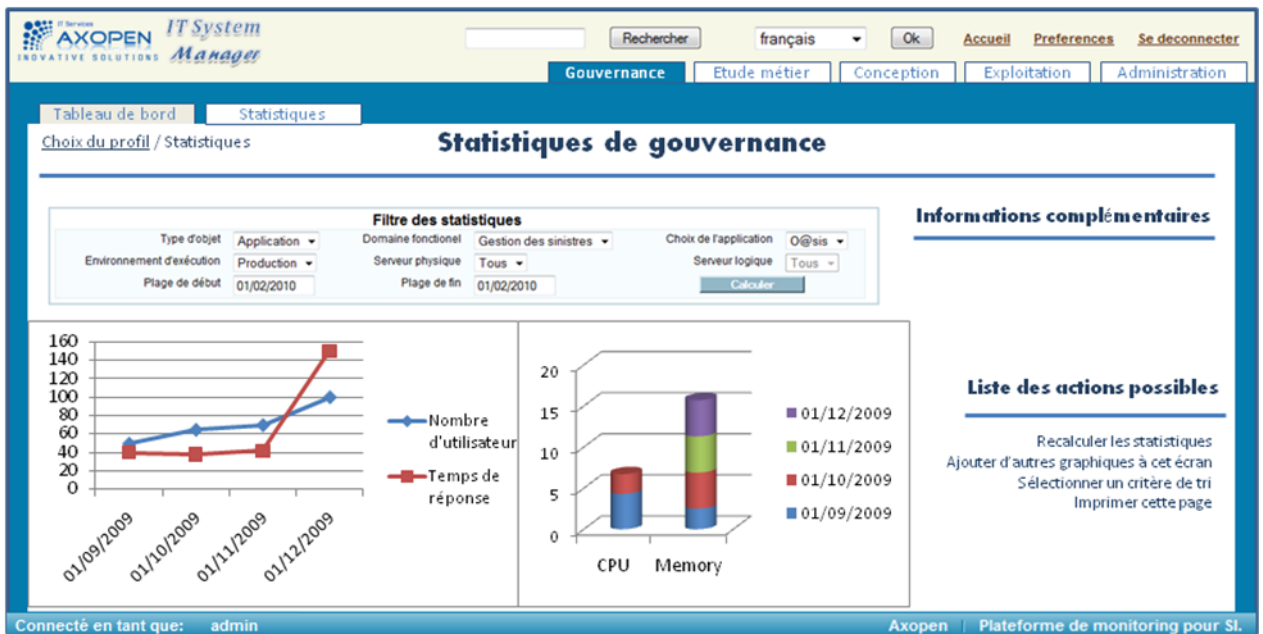 IT Services
AXOPEN
INOVATIVE SOLUTIONS
IT System
Manager
Rechercher
français
Ok
Accueil
Preferences
Se deconnecter
Gouvernance
Etude métier
Conception
Exploitation
Administration
Tableau de bord
Statistiques
Choix du profil / Statistiques
Statistiques de gouvernance
Filtre des statistiques
Type d'objet Application
Domaine fonctionel Gestion des sinistres
Choix de l'application O@sis
Environnement d'exécution Production
Serveur physique Tous
Serveur logique Tous
Plage de début 01/02/2010
Plage de fin 01/02/2010
Calculer
Informations complémentaires
160
140
120
100
80
60
40
20
0
01/09/2009
01/10/2009
01/11/2009
01/12/2009
Nombre
d'utilisateur
Temps de
réponse
20
15
10
5
0
CPU
Memory
01/12/2009
01/11/2009
01/10/2009
01/09/2009
Liste des actions possibles
Recalculer les statistiques
Ajouter d'autres graphiques à cet écran
Sélectionner un critère de tri
Imprimer cette page
Connecté en tant que: admin
Axopen | Plateforme de monitoring pour SI.